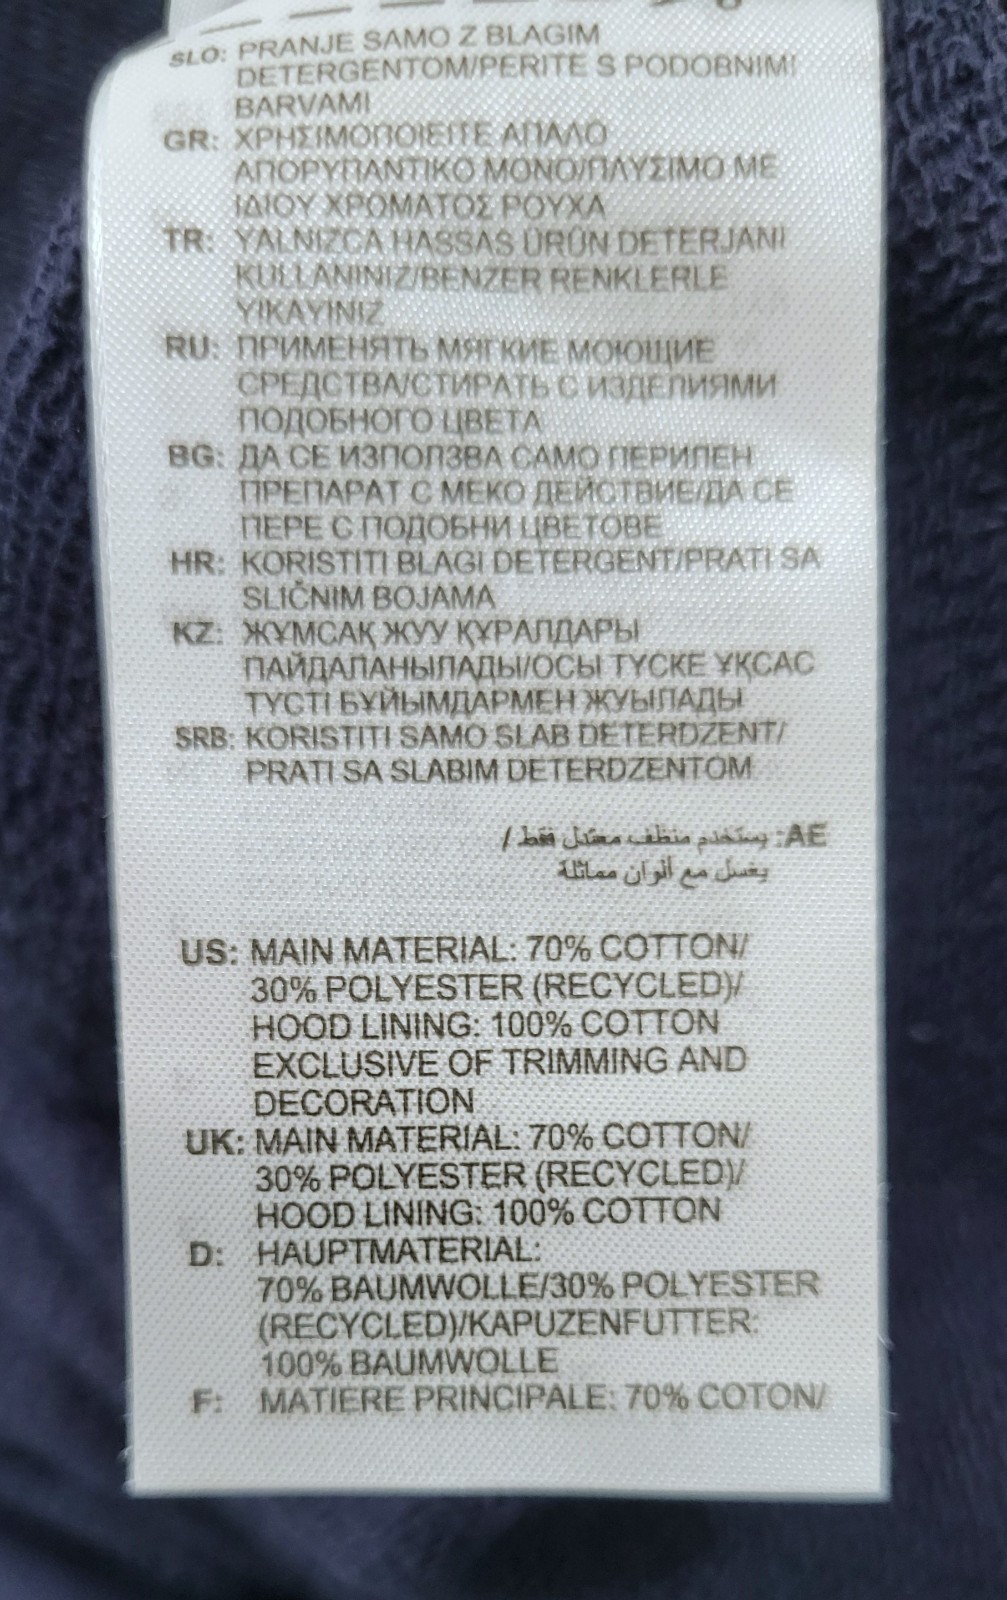 SLO: PRANJE SAMO Z BLAGIM
DETERGENTOM/PERITE S PODOBNIMI
BARVAMI
GR: ΧΡΗΣΙΜΟΠΟΙΕΙΤΕ ΑΠΑΛΟ
ΑΠΟΡΥΠΑΝΤΙΚΟ ΜΟΝΟ/ΠΛΥΣΙΜΟ ΜΕ
ΙΔΙΟΥ ΧΡΩΜΑΤΟΣ ΡΟΥΧΑ
TR: YALNIZCA HASSAS ÜRÜN DETERJANI
KULLANINIZ/BENZER RENKLERLE
YIKAYINIZ
RU: ПРИМЕНЯТЬ МЯГКИЕ МОЮЩИЕ
СРЕДСТВА/СТИРАТЬ С ИЗДЕЛИЯМИ
ПОДОБНОГО ЦВЕТА
BG: ДА СЕ ИЗПОЛЗВА САМО ПЕРИЛЕН
ПРЕПАРАТ С МЕКО ДЕЙСТВИЕ/ДА СЕ
ПЕРЕ С ПОДОБНИ ЦВЕТОВЕ
HR: KORISTITI BLAGI DETERGENT/PRATI SA
SLIČNIM BOJAMA
KZ: ЖҰМСАҚ ЖУУ ҚҰРАЛДАРЫ
ПАЙДАЛАНЫЛАДЫ/ОСЫ ТҮСКЕ ҰҚСАС
ТҮСТІ БҰЙЫМДАРМЕН ЖУЫЛАДЫ
SRB: KORISTITI SAMO SLAB DETERDZENT/
PRATI SA SLABIM DETERDZENTOM
AE: يستخدم منظف معتدل فقط /
يغسل مع ألوان مماثلة
US: MAIN MATERIAL: 70% COTTON/
30% POLYESTER (RECYCLED)/
HOOD LINING: 100% COTTON
EXCLUSIVE OF TRIMMING AND
DECORATION
UK: MAIN MATERIAL: 70% COTTON/
30% POLYESTER (RECYCLED)/
HOOD LINING: 100% COTTON
D: HAUPTMATERIAL:
70% BAUMWOLLE/30% POLYESTER
(RECYCLED)/KAPUZENFUTTER:
100% BAUMWOLLE
F: MATIERE PRINCIPALE: 70% COTON/